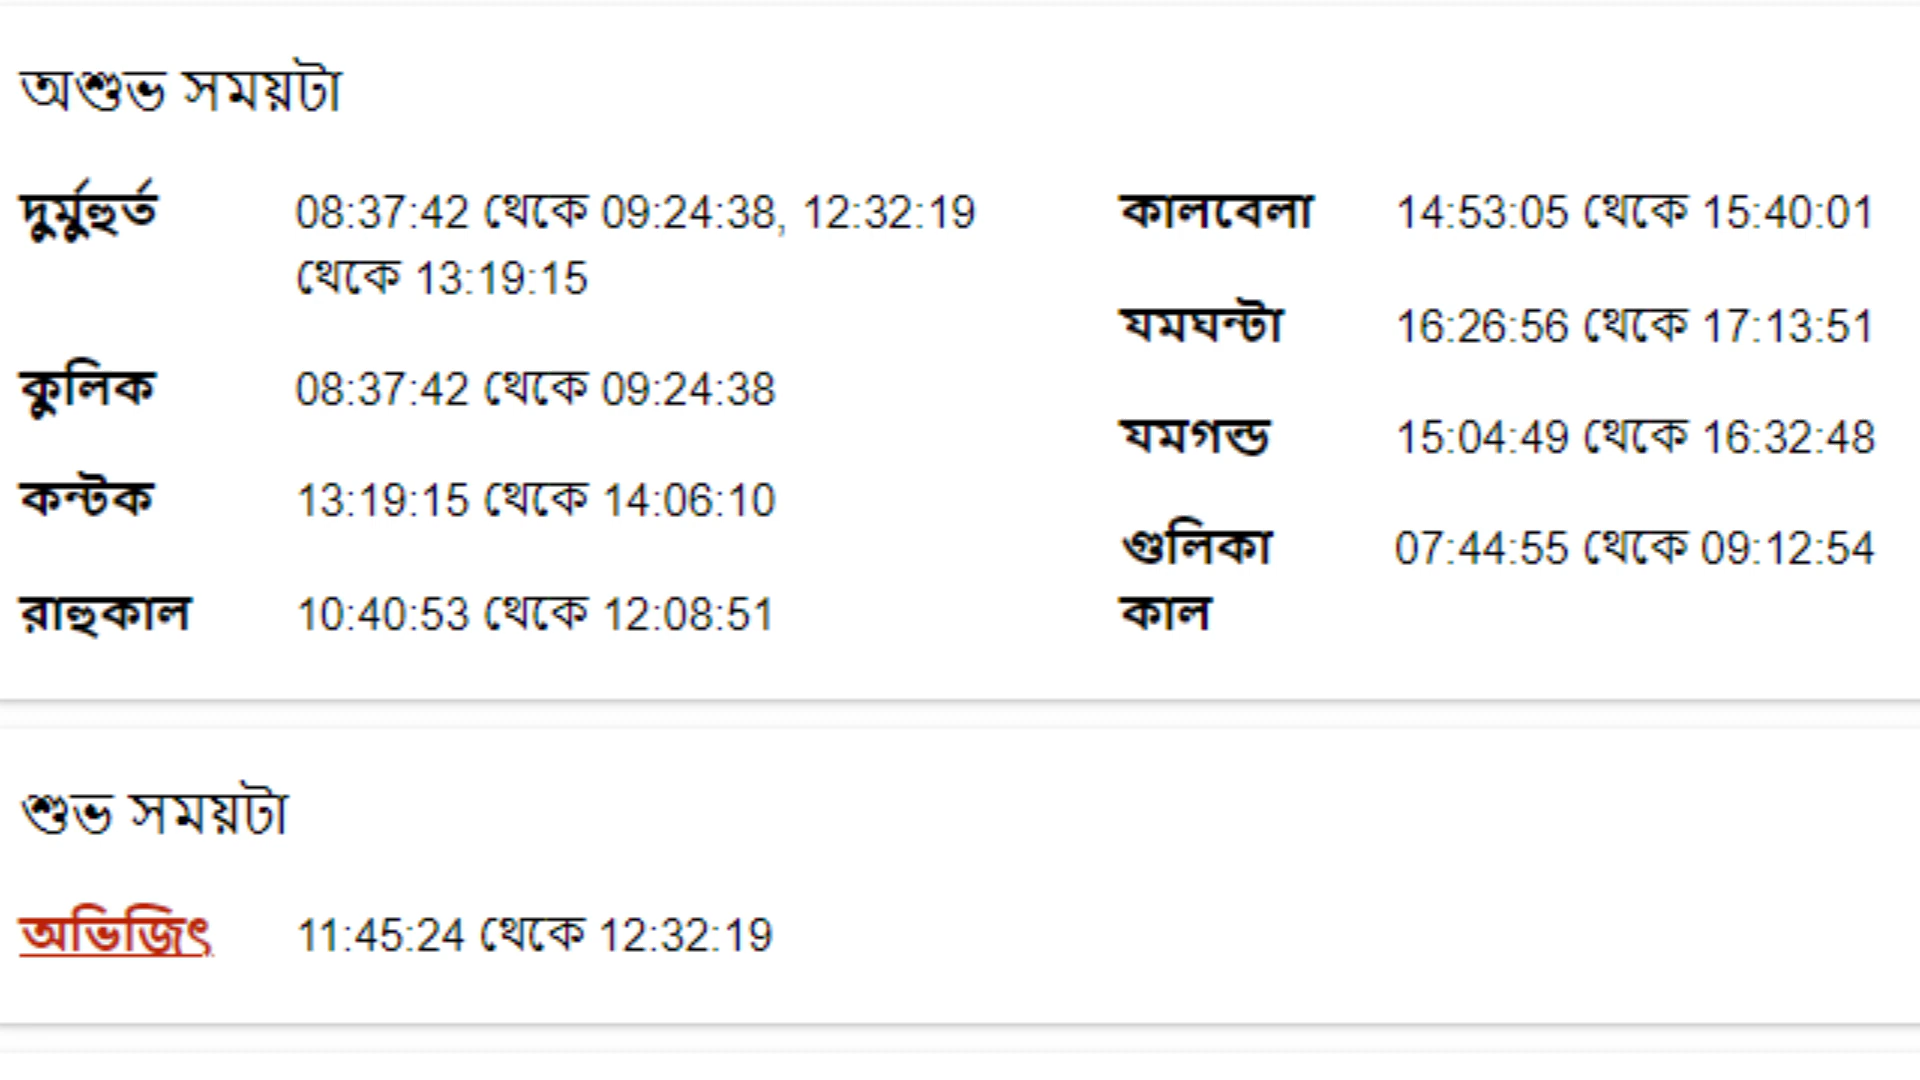 অশুভ সময়টা
দুর্মুহুর্ত 08:37:42 থেকে 09:24:38, 12:32:19
থেকে 13:19:15
কুলিক 08:37:42 থেকে 09:24:38
কন্টক 13:19:15 থেকে 14:06:10
রাহুকাল 10:40:53 থেকে 12:08:51
কালবেলা 14:53:05 থেকে 15:40:01
যমঘন্টা 16:26:56 থেকে 17:13:51
যমগন্ড 15:04:49 থেকে 16:32:48
গুলিকা 07:44:55 থেকে 09:12:54
কাল
শুভ সময়টা
অভিজিৎ 11:45:24 থেকে 12:32:19